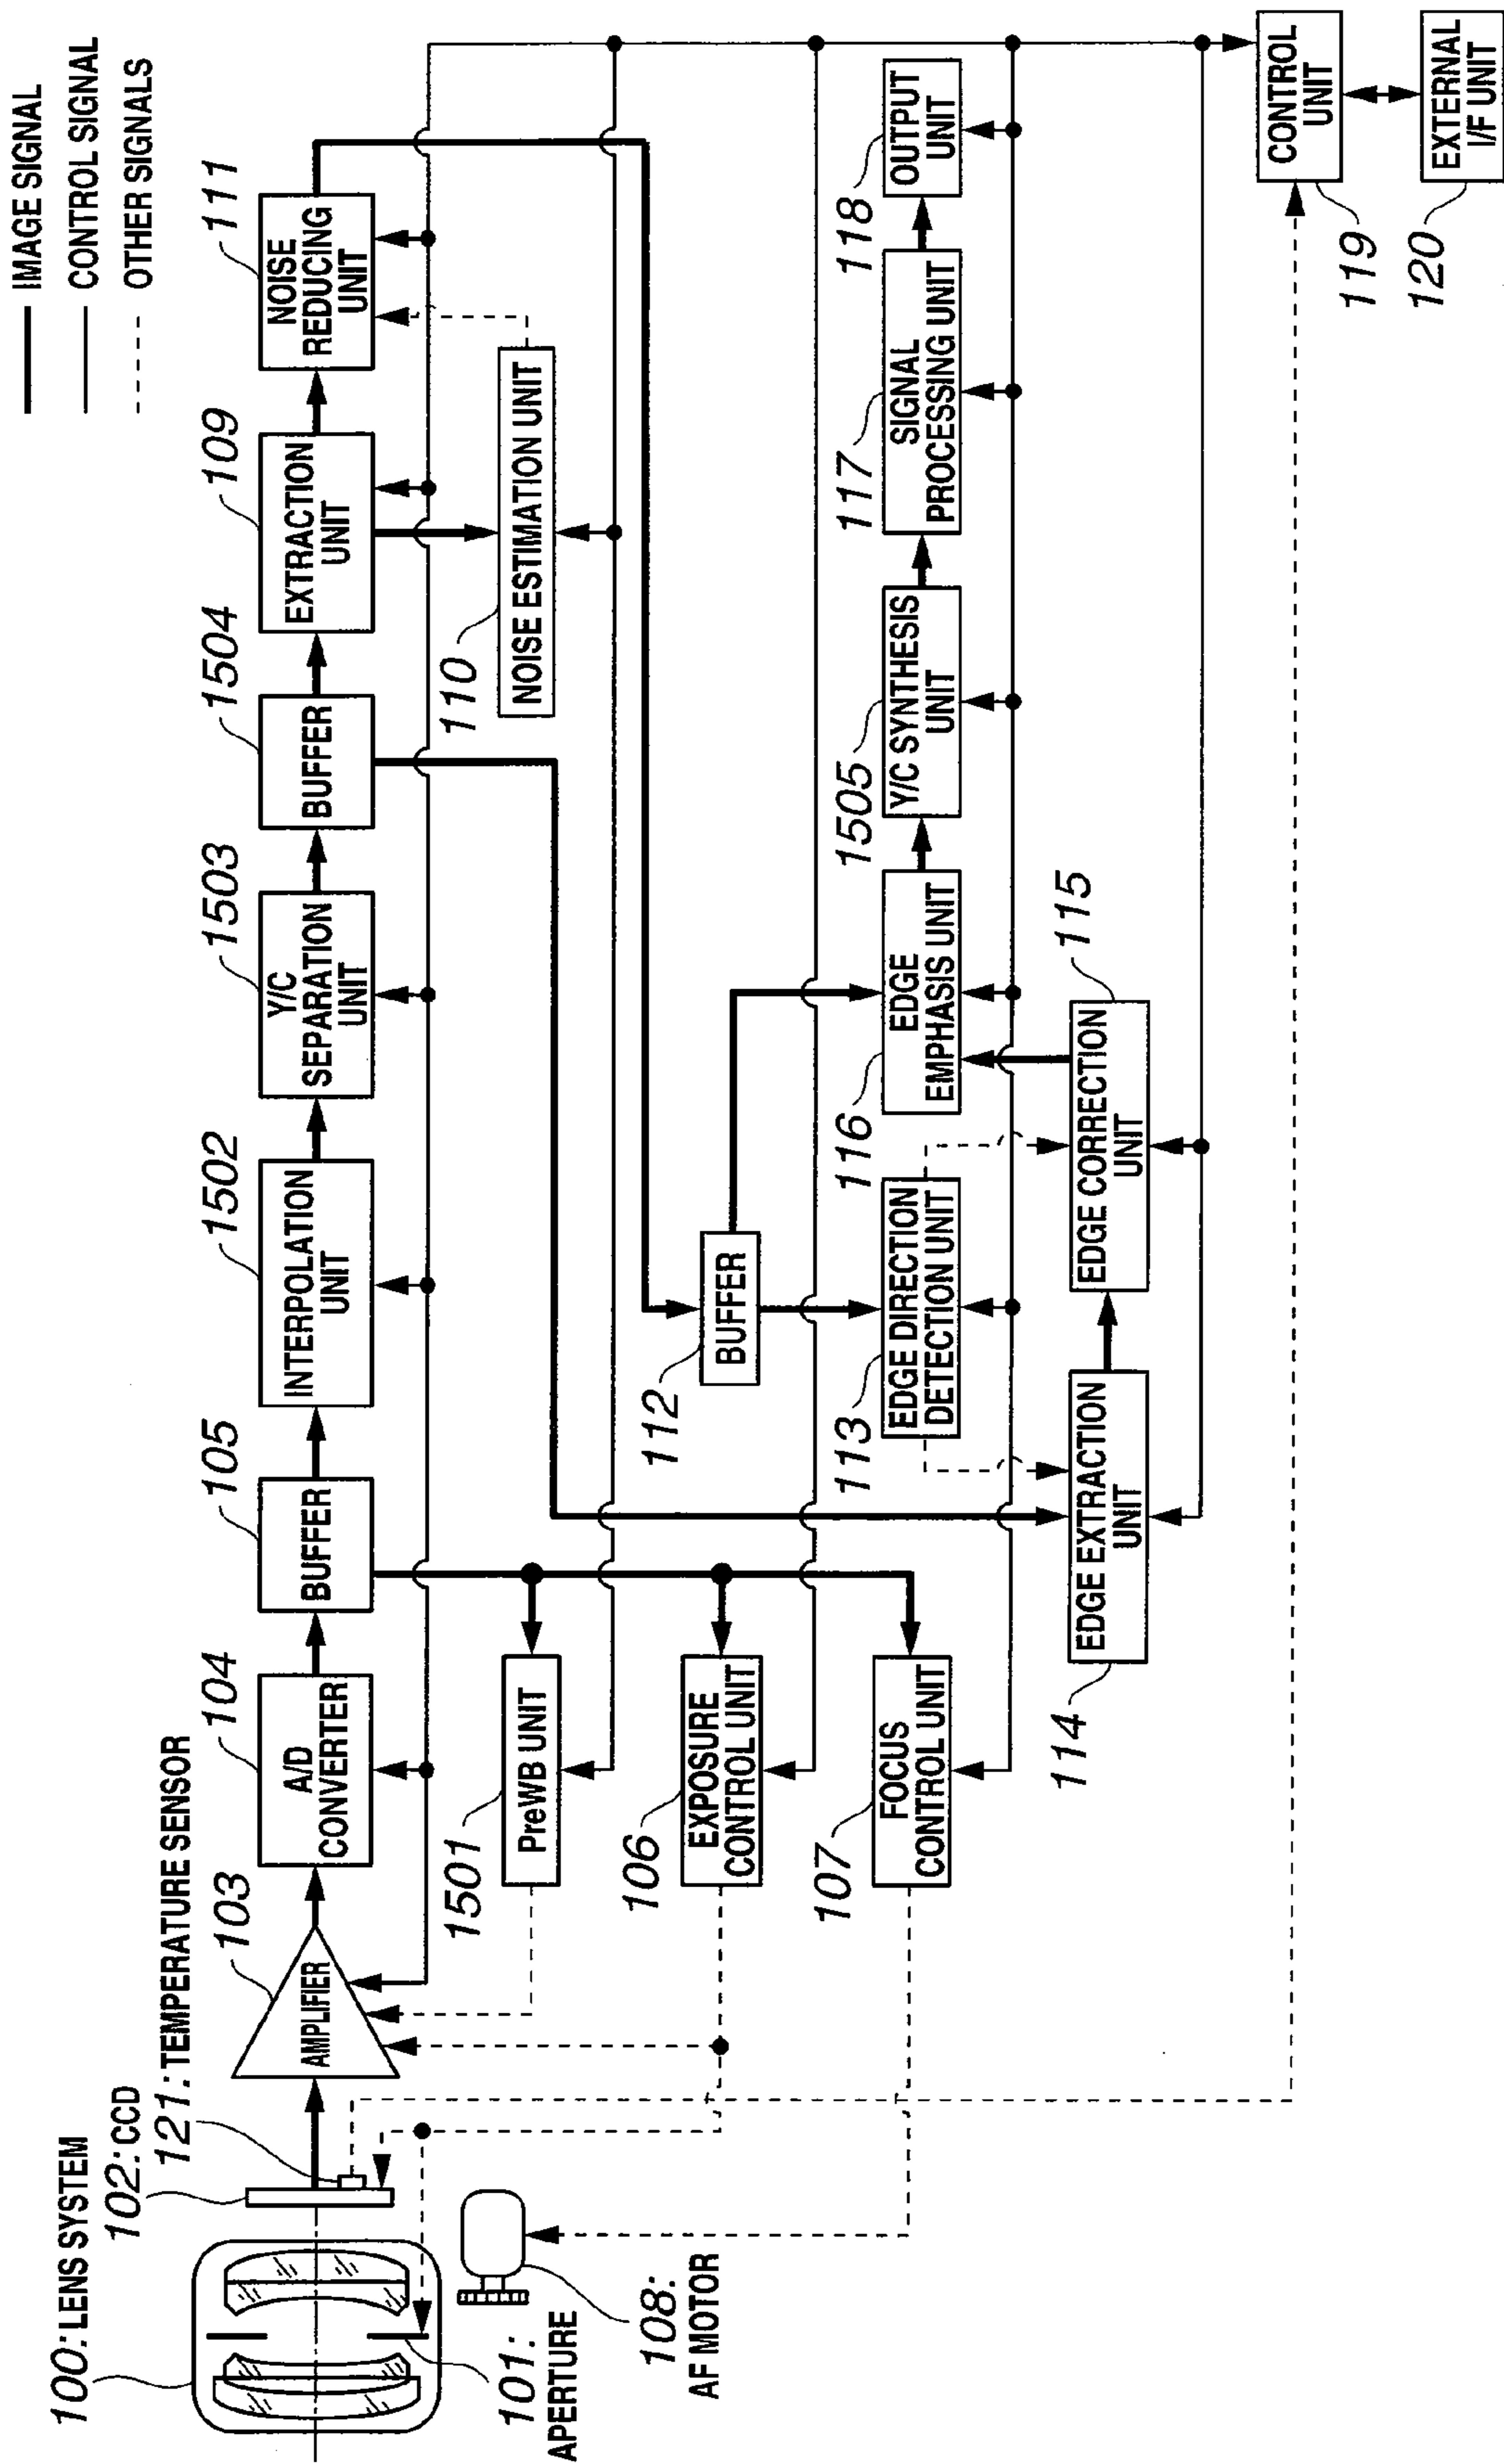 IMAGE SIGNAL
CONTROL SIGNAL
OTHER SIGNALS
100: LENS SYSTEM
102: CCD
121: TEMPERATURE SENSOR
101:
APERTURE
108:
AF MOTOR
103
AMPLIFIER
104
A/D
CONVERTER
105
BUFFER
1502
INTERPOLATION
UNIT
1503
Y/C
SEPARATION
UNIT
1504
BUFFER
109
EXTRACTION
UNIT
111
NOISE
REDUCING
UNIT
1501
PreWB UNIT
110
NOISE ESTIMATION UNIT
106
EXPOSURE
CONTROL UNIT
112
BUFFER
107
FOCUS
CONTROL UNIT
113
EDGE DIRECTION
DETECTION UNIT
116
EDGE
EMPHASIS UNIT
1505
Y/C SYNTHESIS
UNIT
117
SIGNAL
PROCESSING UNIT
118
OUTPUT
UNIT
114
EDGE EXTRACTION
UNIT
115
EDGE CORRECTION
UNIT
119
CONTROL
UNIT
120
EXTERNAL
I/F UNIT